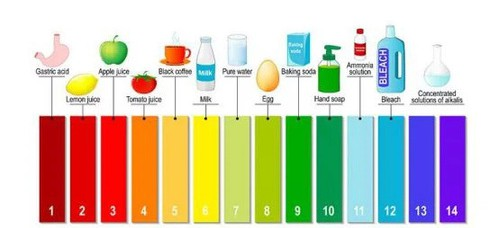 Gastric acid
Apple juice
Black coffee
Milk
Pure water
Baking soda
Baking soda
Ammonia
solution
BLEACH
Lemon juice
Tomato juice
Milk
Egg
Hand soap
Bleach
Concentrated
solutions of alkalis
1 2 3 4 5 6 7 8 9 10 11 12 13 14